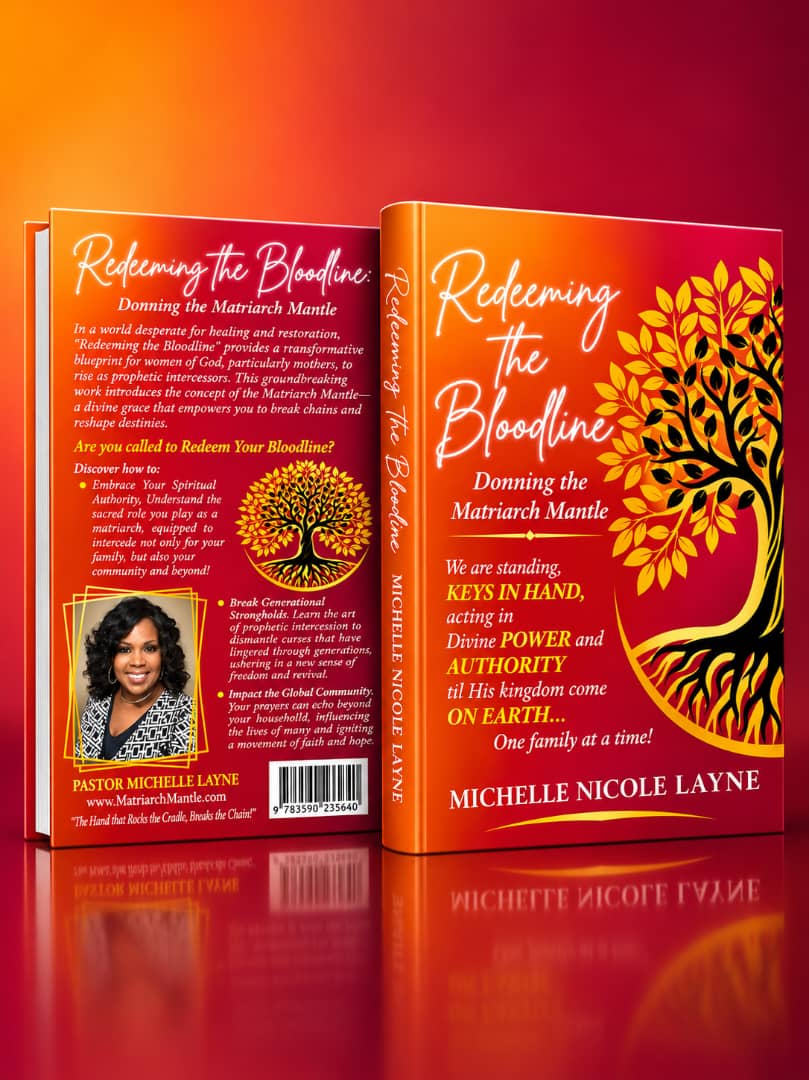 Redeeming the Bloodline:
Donning the Matriarch Mantle
In a world desperate for healing and restoration,
"Redeeming the Bloodline" provides a rransformative
blueprint for women of God, particularly mothers, to
rise as prophetic intercessors. This groundbreaking
work introduces the concept of the Matriarch Mantle—
a divine grace that empowers you to break chains and
reshape destinies.
Are you called to Redeem Your Bloodline?
Discover how to:
• Embrace Your Spiritual
Authority, Understand the
sacred role you play as a
matriarch, equipped to
intercede not only for your
family, but also your
community and beyond!
• Break Generational
Strongholds. Learn the art
of prophetic intercession to
dismantle curses that have
lingered through generations,
ushering in a new sense of
freedom and revival.
• Impact the Global Community.
Your prayers can echo beyond
your householld, influencing
the lives of many and igniting
a movement of faith and hope.
PASTOR MICHELLE LAYNE
www.MatriarchMantle.com
"The Hand that Rocks the Cradle, Breaks the Chain!"
9 783590 235640
Redeeming the Bloodline MICHELLE NICOLE LAYNE
Redeeming
the
Bloodline
Donning the
Matriarch Mantle
We are standing,
KEYS IN HAND,
acting in
Divine POWER and
AUTHORITY
til His kingdom come
ON EARTH...
One family at a time!
MICHELLE NICOLE LAYNE